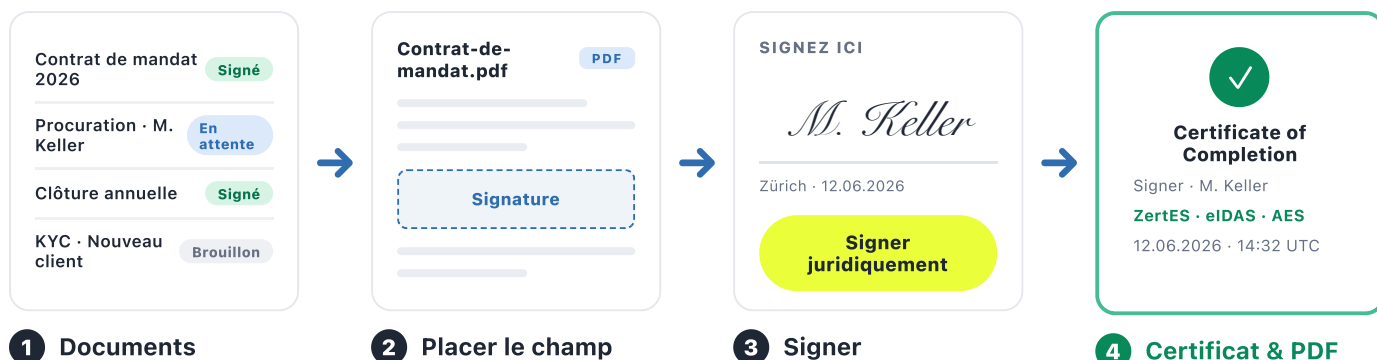 Contrat de mandat
2026
Signé
Procuration · M.
Keller
En
attente
Clôture annuelle
Signé
KYC · Nouveau
client
Brouillon
1 Documents
Contrat-de-
mandat.pdf
PDF
Signature
2 Placer le champ
SIGNEZ ICI
M. Keller
Zürich · 12.06.2026
Signer
juridiquement
3 Signer
Certificate of
Completion
Signer · M. Keller
ZertES · eIDAS · AES
12.06.2026 · 14:32 UTC
4 Certificat & PDF